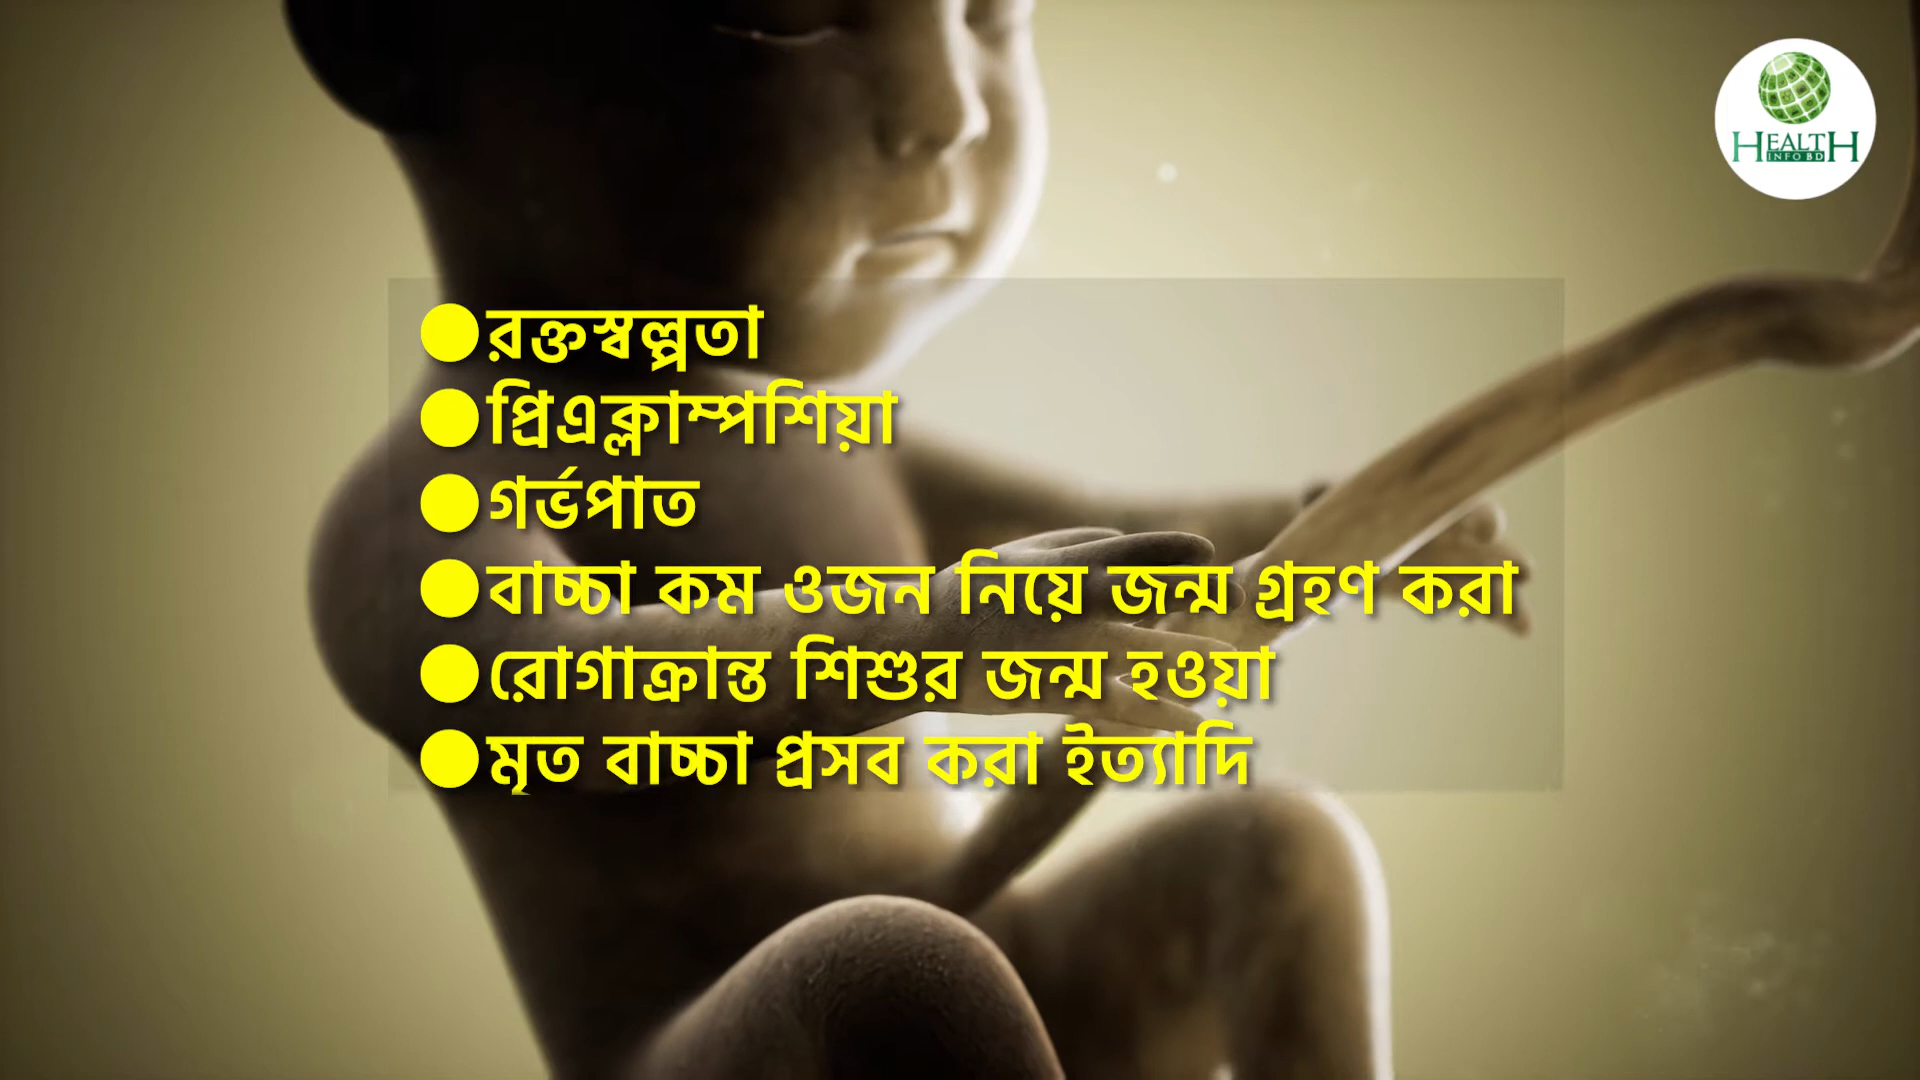 ●রক্তস্বল্পতা
●প্রিএক্লাম্পশিয়া
●গর্ভপাত
●বাচ্চা কম ওজন নিয়ে জন্ম গ্রহণ করা
●রোগাক্রান্ত শিশুর জন্ম হওয়া
●মৃত বাচ্চা প্রসব করা ইত্যাদি
HEALTH
INFO BD